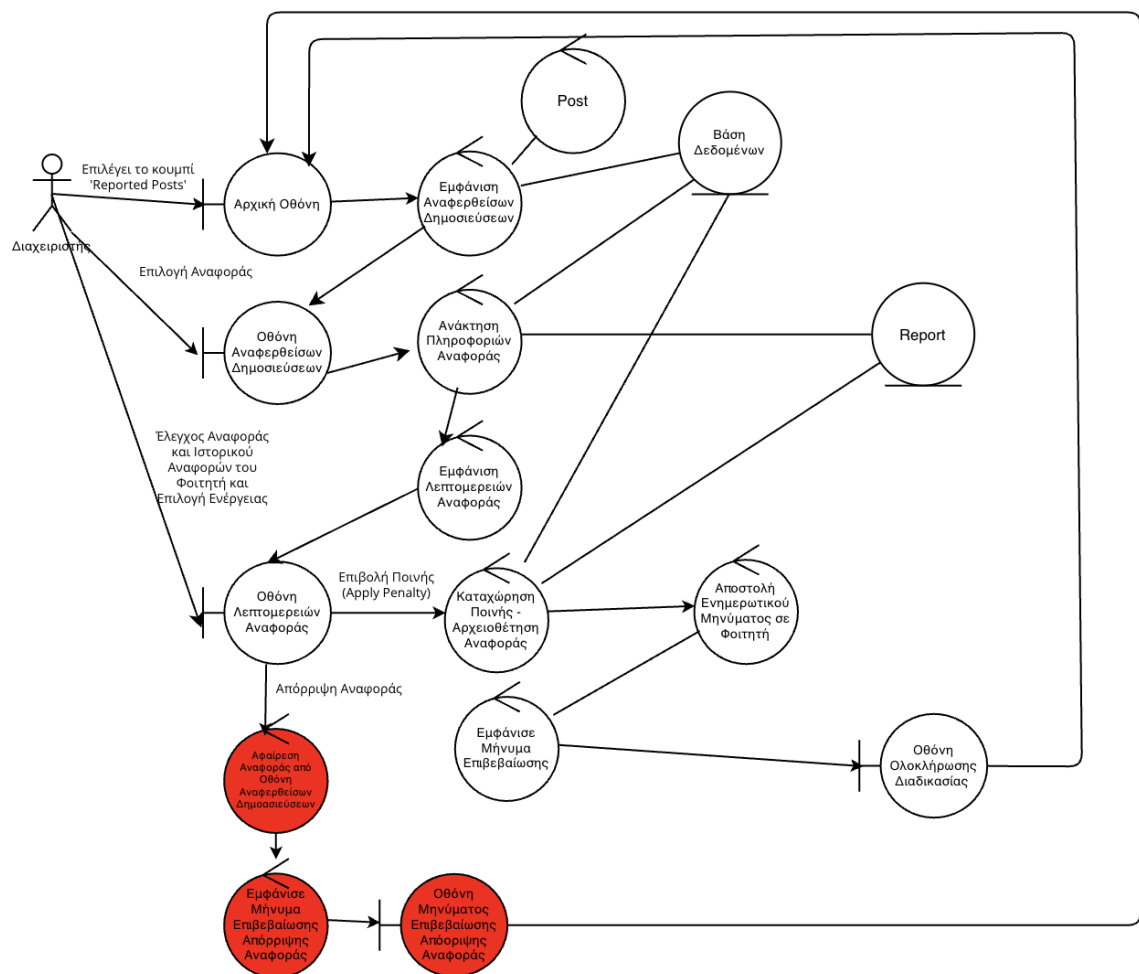 Post
Βάση
Δεδομένων
Επιλέγει το κουμπί
'Reported Posts'
Αρχική Οθόνη
Εμφάνιση
Αναφερθείσων
Δημοσιεύσεων
Διαχειριστής
Επιλογή Αναφοράς
Οθόνη
Αναφερθείσων
Δημοσιεύσεων
Ανάκτηση
Πληροφοριών
Αναφοράς
Report
Έλεγχος Αναφοράς
και Ιστορικού
Αναφορών του
Φοιτητή και
Επιλογή Ενέργειας
Εμφάνιση
Λεπτομερειών
Αναφοράς
Οθόνη
Λεπτομερειών
Αναφοράς
Επιβολή Ποινής
(Apply Penalty)
Καταχώρηση
Ποινής -
Αρχειοθέτηση
Αναφοράς
Αποστολή
Ενημερωτικού
Μηνύματος σε
Φοιτητή
Απόρριψη Αναφοράς
Εμφάνισε
Μήνυμα
Επιβεβαίωσης
Οθόνη
Ολοκλήρωσης
Διαδικασίας
Αφαίρεση
Αναφοράς από
Οθόνη
Αναφερθείσων
Δημοασιεύσεων
Εμφάνισε
Μήνυμα
Επιβεβαίωσης
Απόρριψης
Αναφοράς
Οθόνη
Μηνύματος
Επιβεβαίωσης
Απόοριψης
Αναφοράς